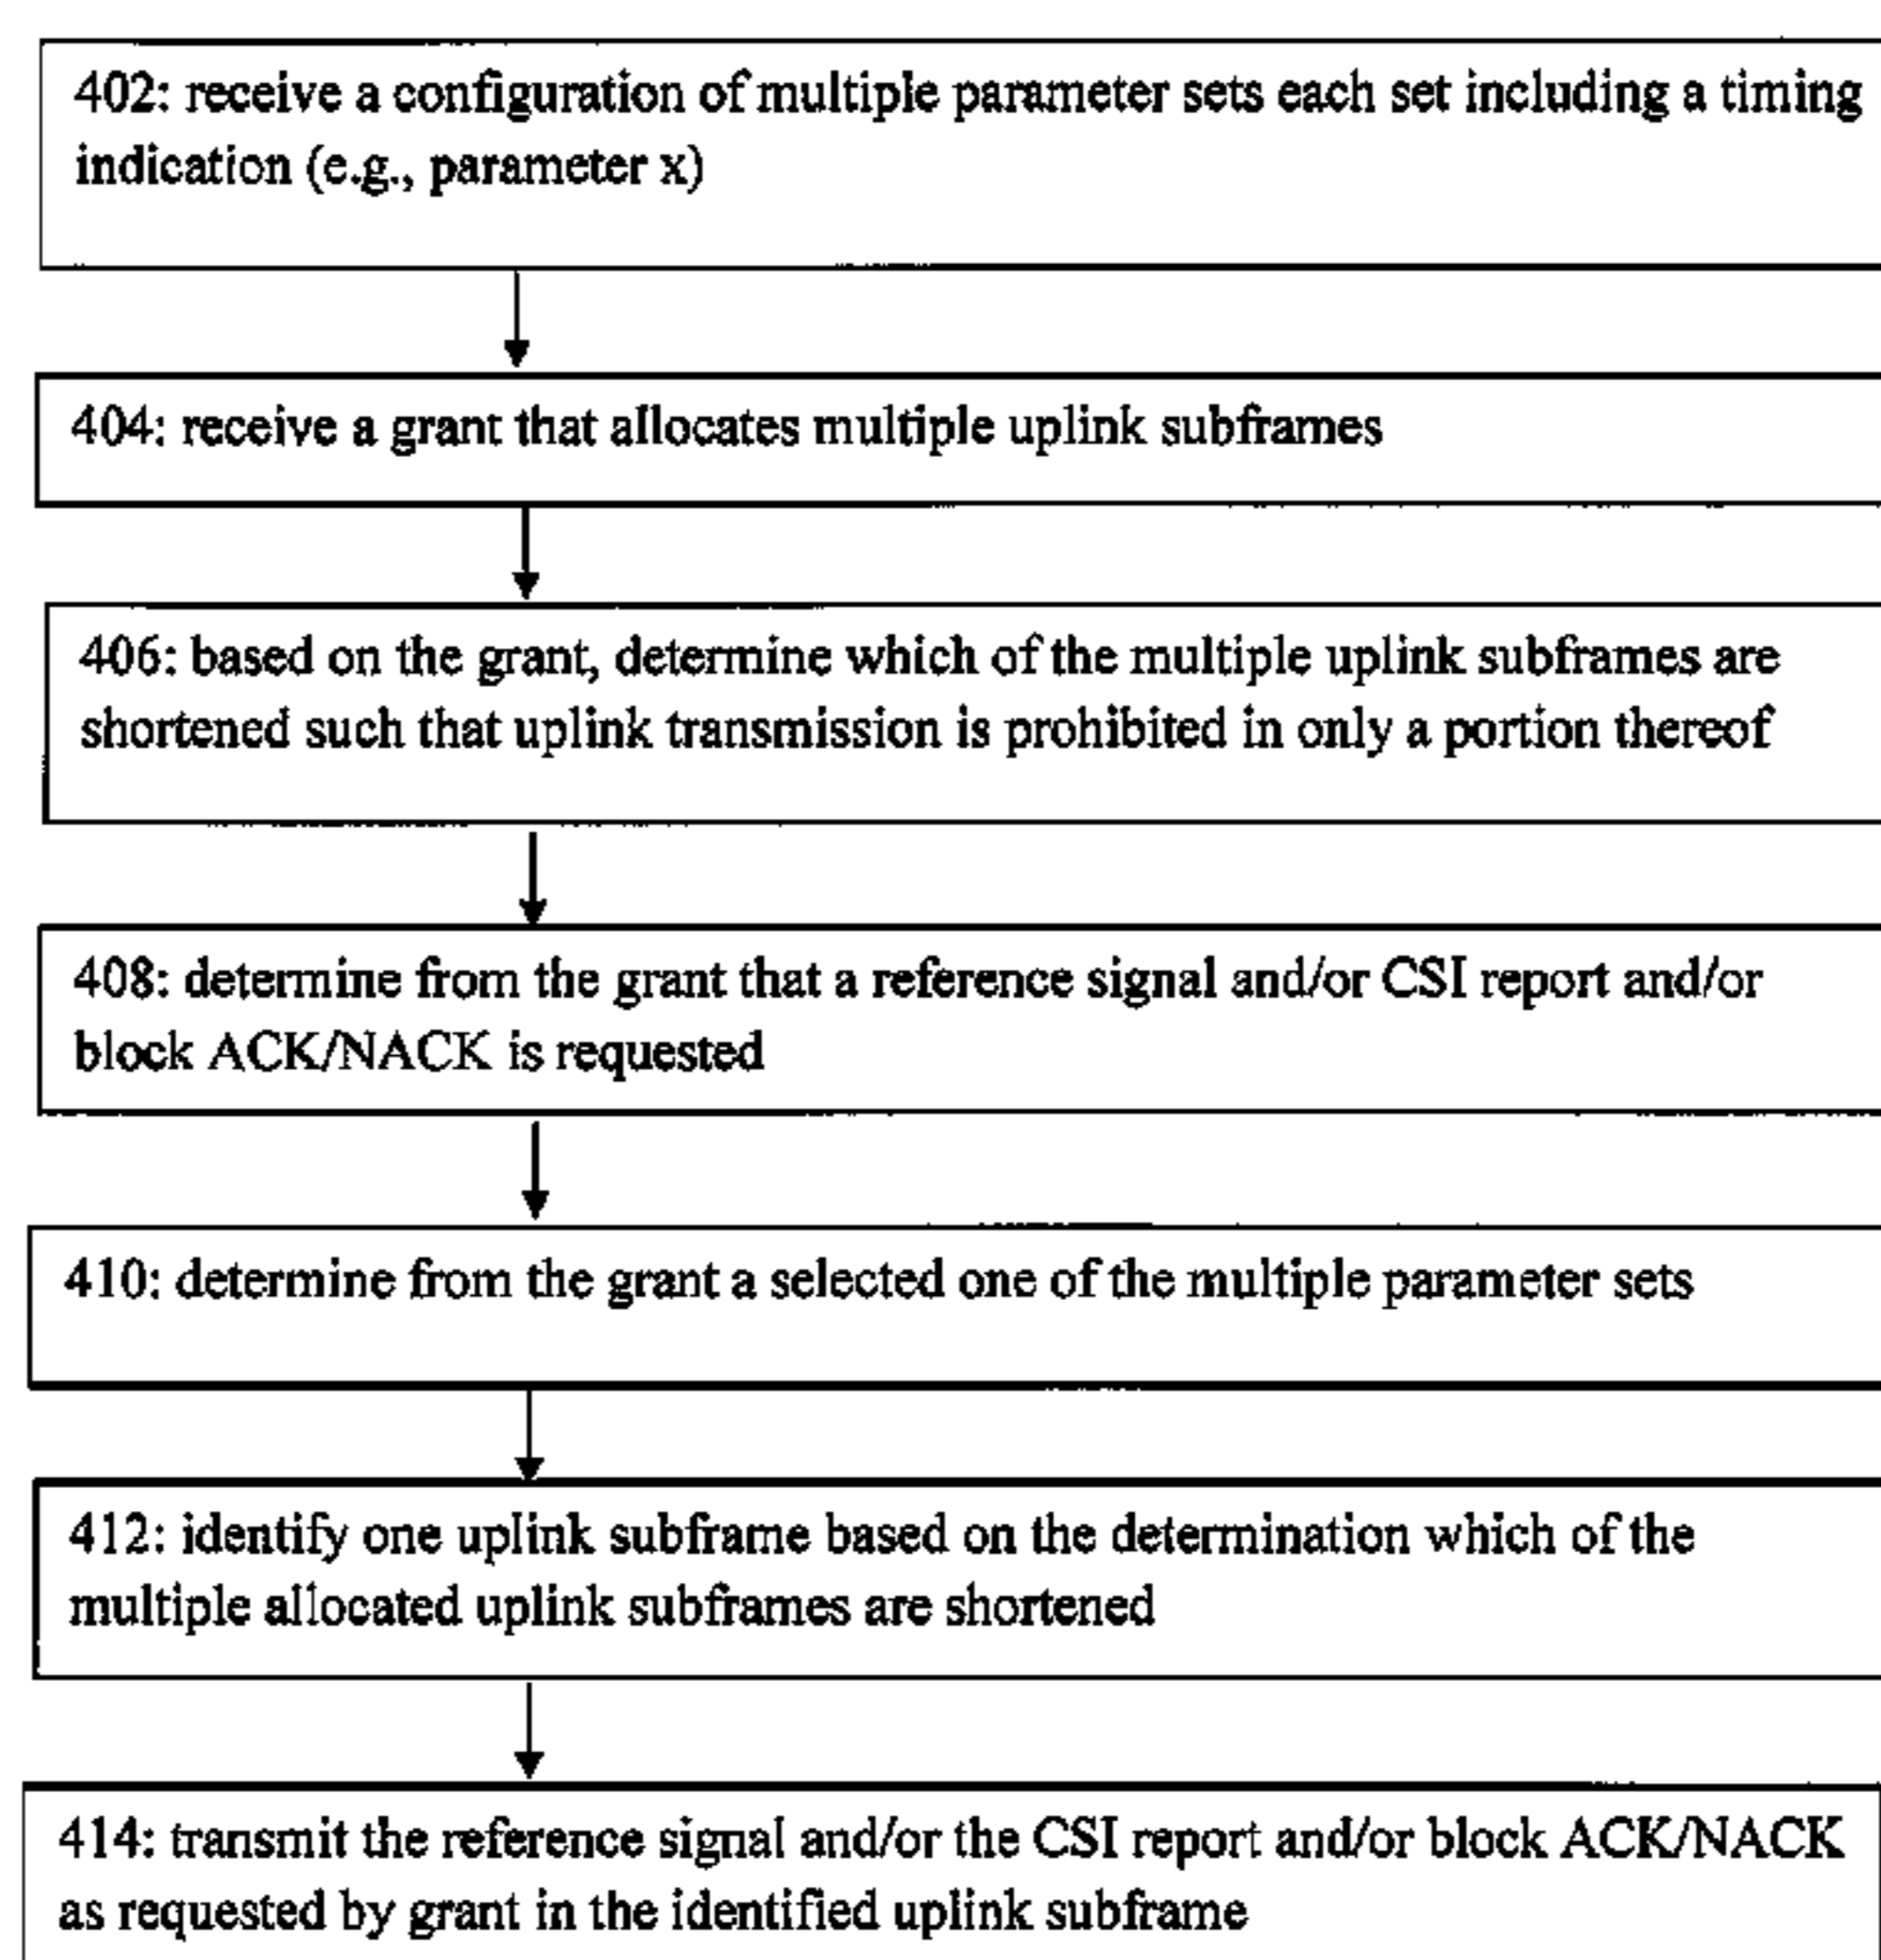 402: receive a configuration of multiple parameter sets each set including a timing
indication (e.g., parameter x)
404: receive a grant that allocates multiple uplink subframes
406: based on the grant, determine which of the multiple uplink subframes are
shortened such that uplink transmission is prohibited in only a portion thereof
408: determine from the grant that a reference signal and/or CSI report and/or
block ACK/NACK is requested
410: determine from the grant a selected one of the multiple parameter sets
412: identify one uplink subframe based on the determination which of the
multiple allocated uplink subframes are shortened
414: transmit the reference signal and/or the CSI report and/or block ACK/NACK
as requested by grant in the identified uplink subframe